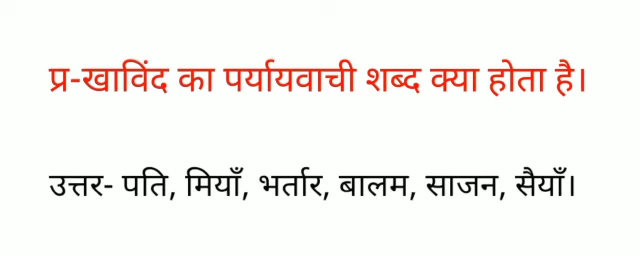 प्र-खाविंद का पर्यायवाची शब्द क्या होता है।
उत्तर- पति, मियाँ, भर्तार, बालम, साजन, सैयाँ।